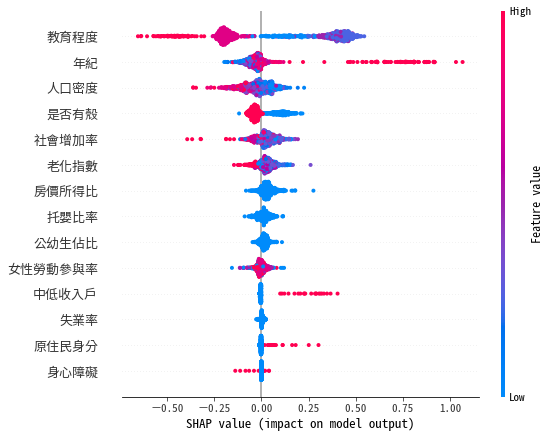 High
教育程度
年紀
人口密度
是否有殼
社會增加率
老化指數
房價所得比
托嬰比率
公幼生佔比
女性勞動參與率
中低收入戶
失業率
原住民身分
身心障礙
Feature value
Low
−0.50 −0.25 0.00 0.25 0.50 0.75 1.00
SHAP value (impact on model output)